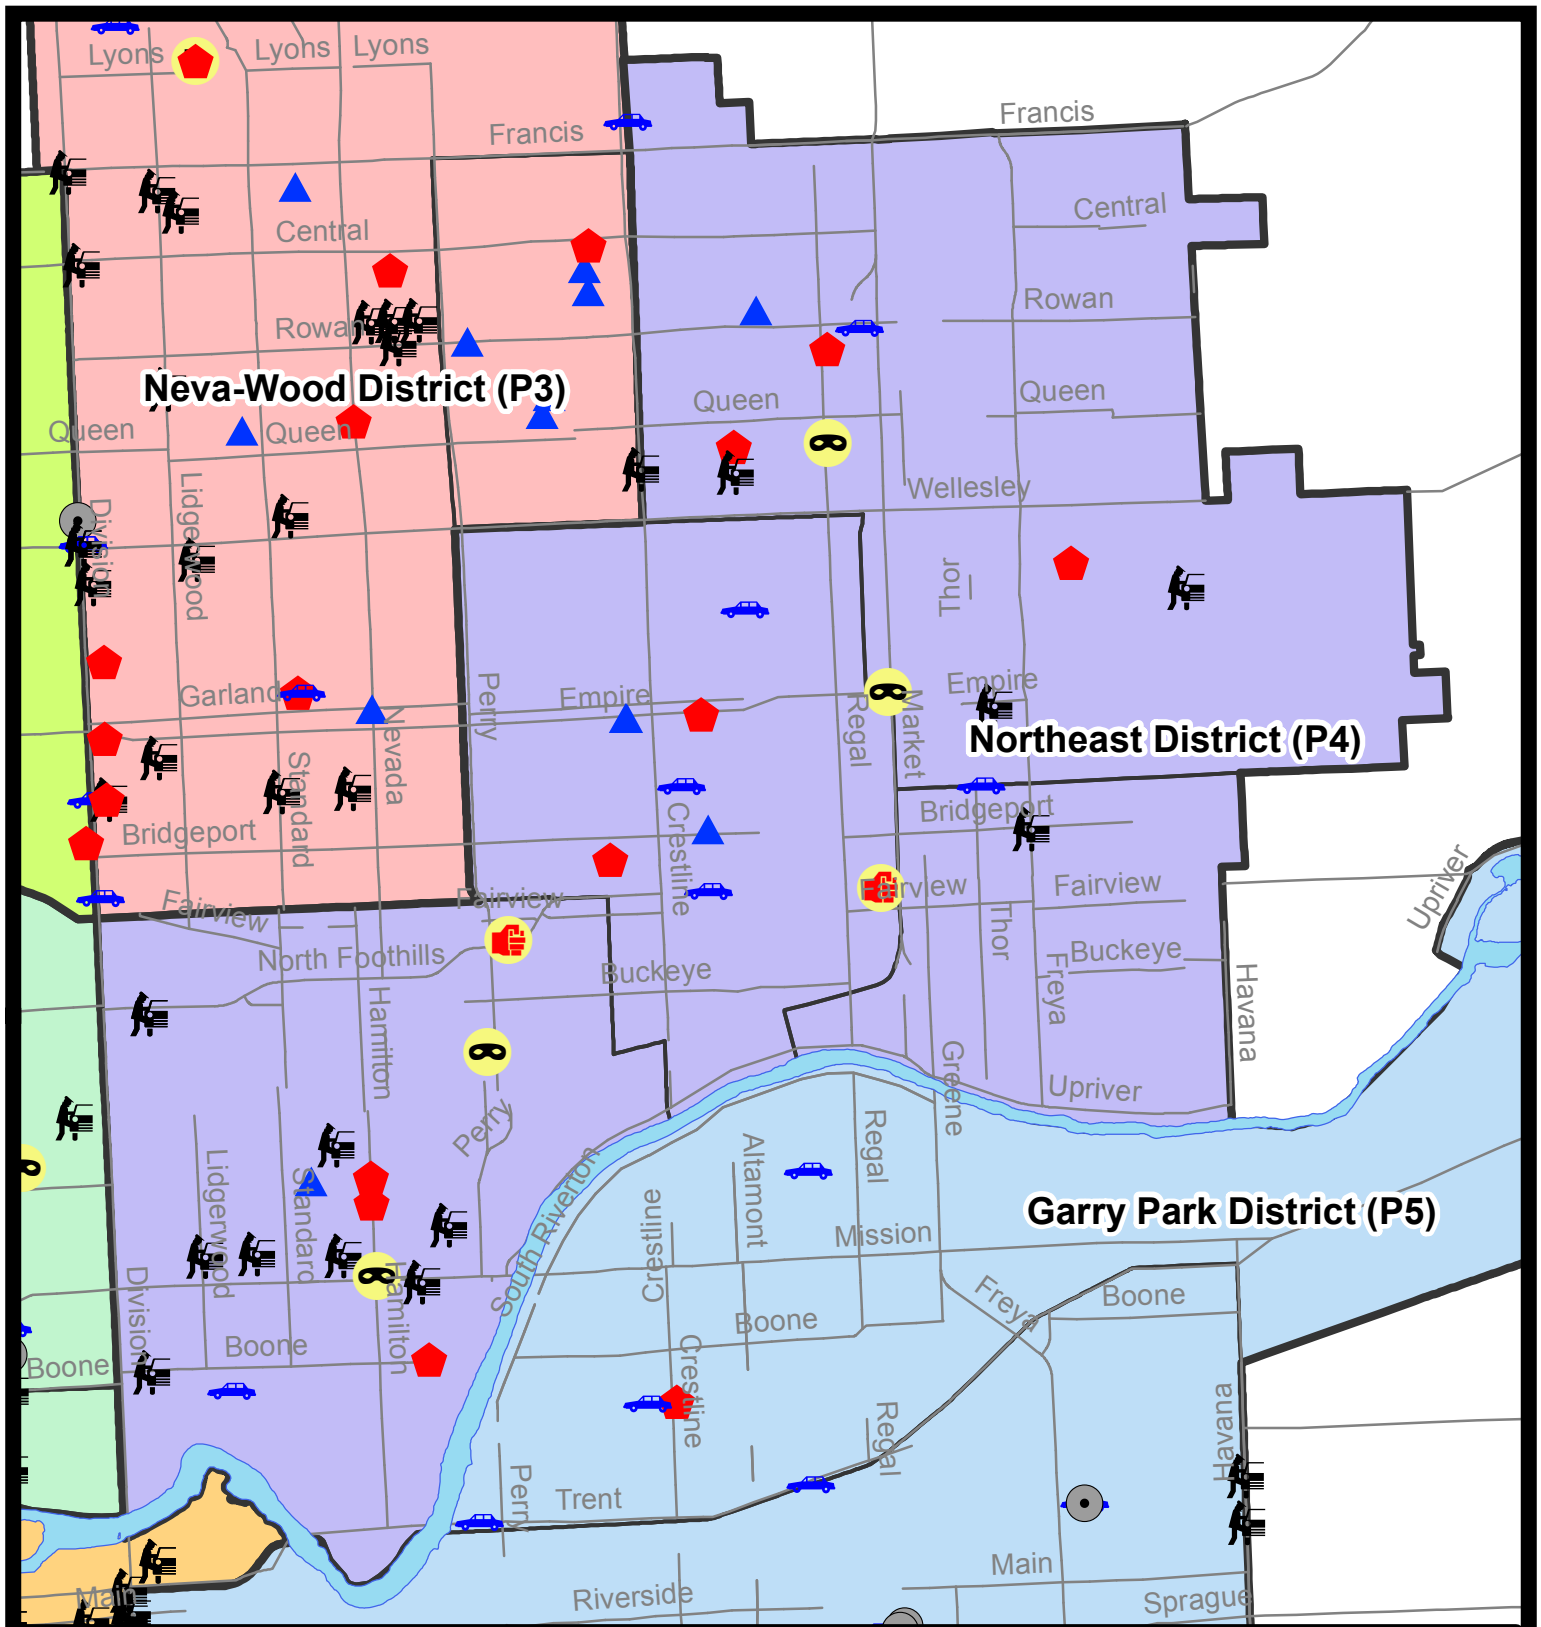 Lyons
Lyons
Lyons
Francis
Francis
Central
Central
Rowan
Rowan
Neva-Wood District (P3)
Queen
Queen
Queen
Queen
Wellesley
Division
Lidgewood
Thor
Garland
Empire
Empire
Perry
Nevada
Regal
Market
Northeast District (P4)
Standard
Bridgeport
Bridgeport
Crestline
Fairview
Fairview
Fairview
Fairview
Upriver
North Foothills
Buckeye
Buckeye
Thor
Freya
Havana
Hamilton
Greene
Upriver
Perry
Regal
Altamont
Lidgerwood
Standard
South Riverton
Crestline
Garry Park District (P5)
Mission
Division
Hamilton
Freya
Boone
Boone
Boone
Boone
Crestline
Regal
Havana
Perry
Trent
Main
Main
Riverside
Sprague